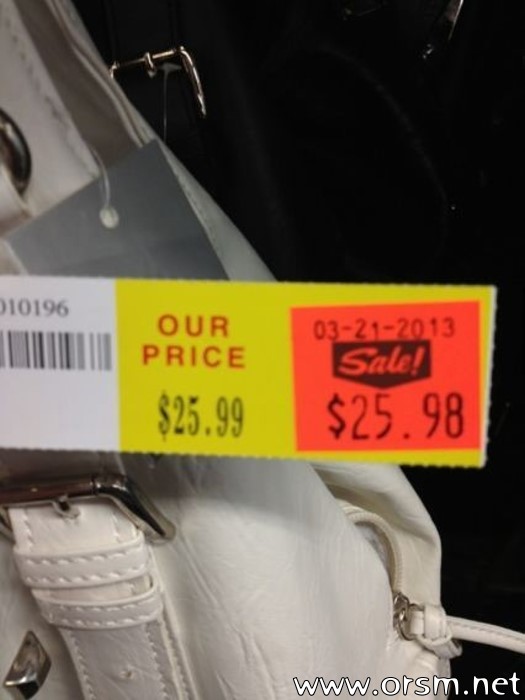 010196
OUR
PRICE
$25.99
03-21-2013
Sale!
$25.98
www.orsm.net